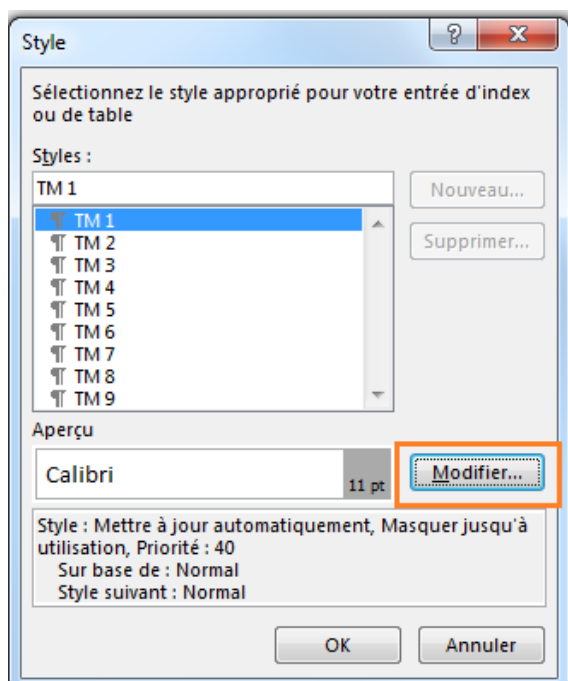 Style
Sélectionnez le style approprié pour votre entrée d'index
ou de table
Styles :
TM 1
Nouveau...
Supprimer...
¶ TM 1
¶ TM 2
¶ TM 3
¶ TM 4
¶ TM 5
¶ TM 6
¶ TM 7
¶ TM 8
¶ TM 9
Aperçu
Calibri
11 pt
Modifier...
Style : Mettre à jour automatiquement, Masquer jusqu'à
utilisation, Priorité : 40
Sur base de : Normal
Style suivant : Normal
OK
Annuler